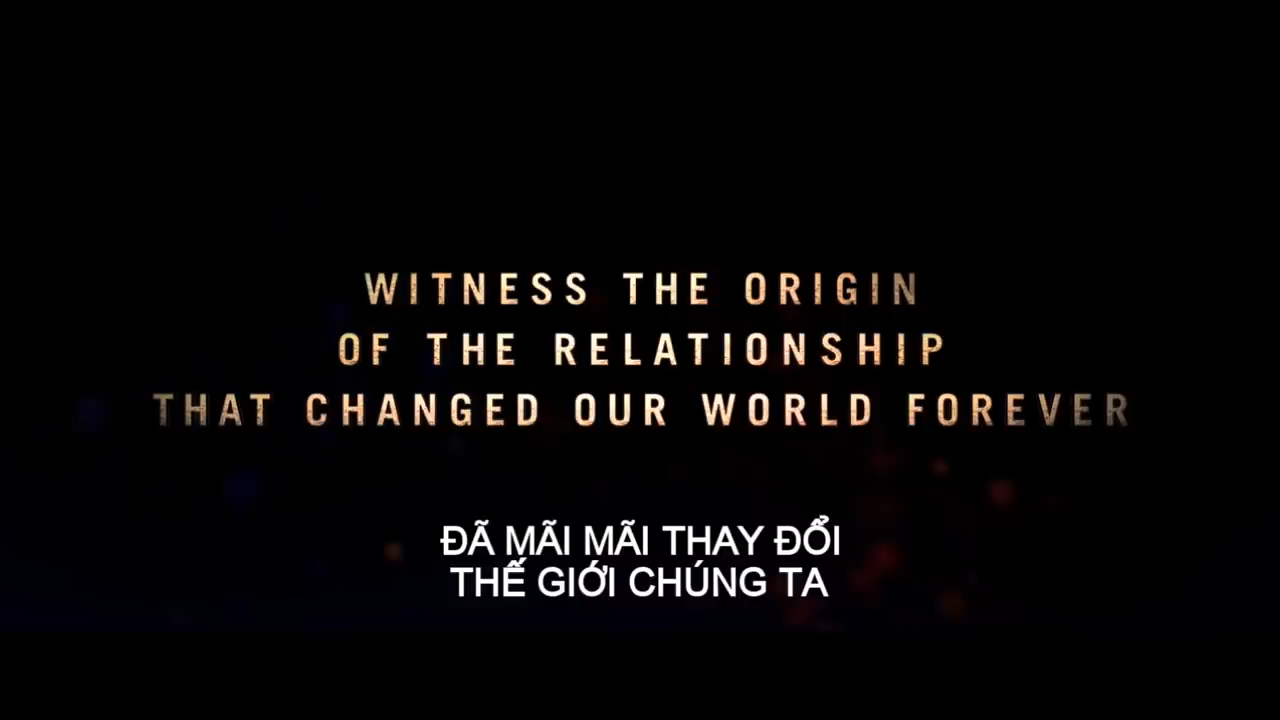 WITNESS THE ORIGIN
OF THE RELATIONSHIP
THAT CHANGED OUR WORLD FOREVER
ĐÃ MÃI MÃI THAY ĐỔI
THẾ GIỚI CHÚNG TA